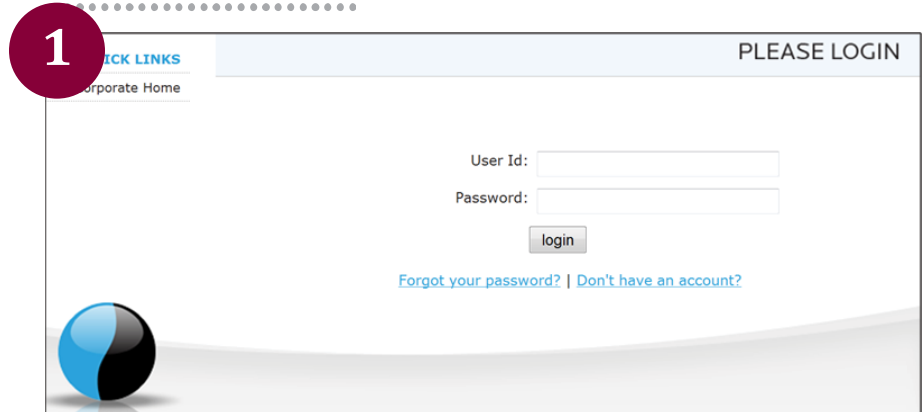 1
ICK LINKS
PLEASE LOGIN
orporate Home
User Id:
Password:
login
Forgot your password? | Don't have an account?